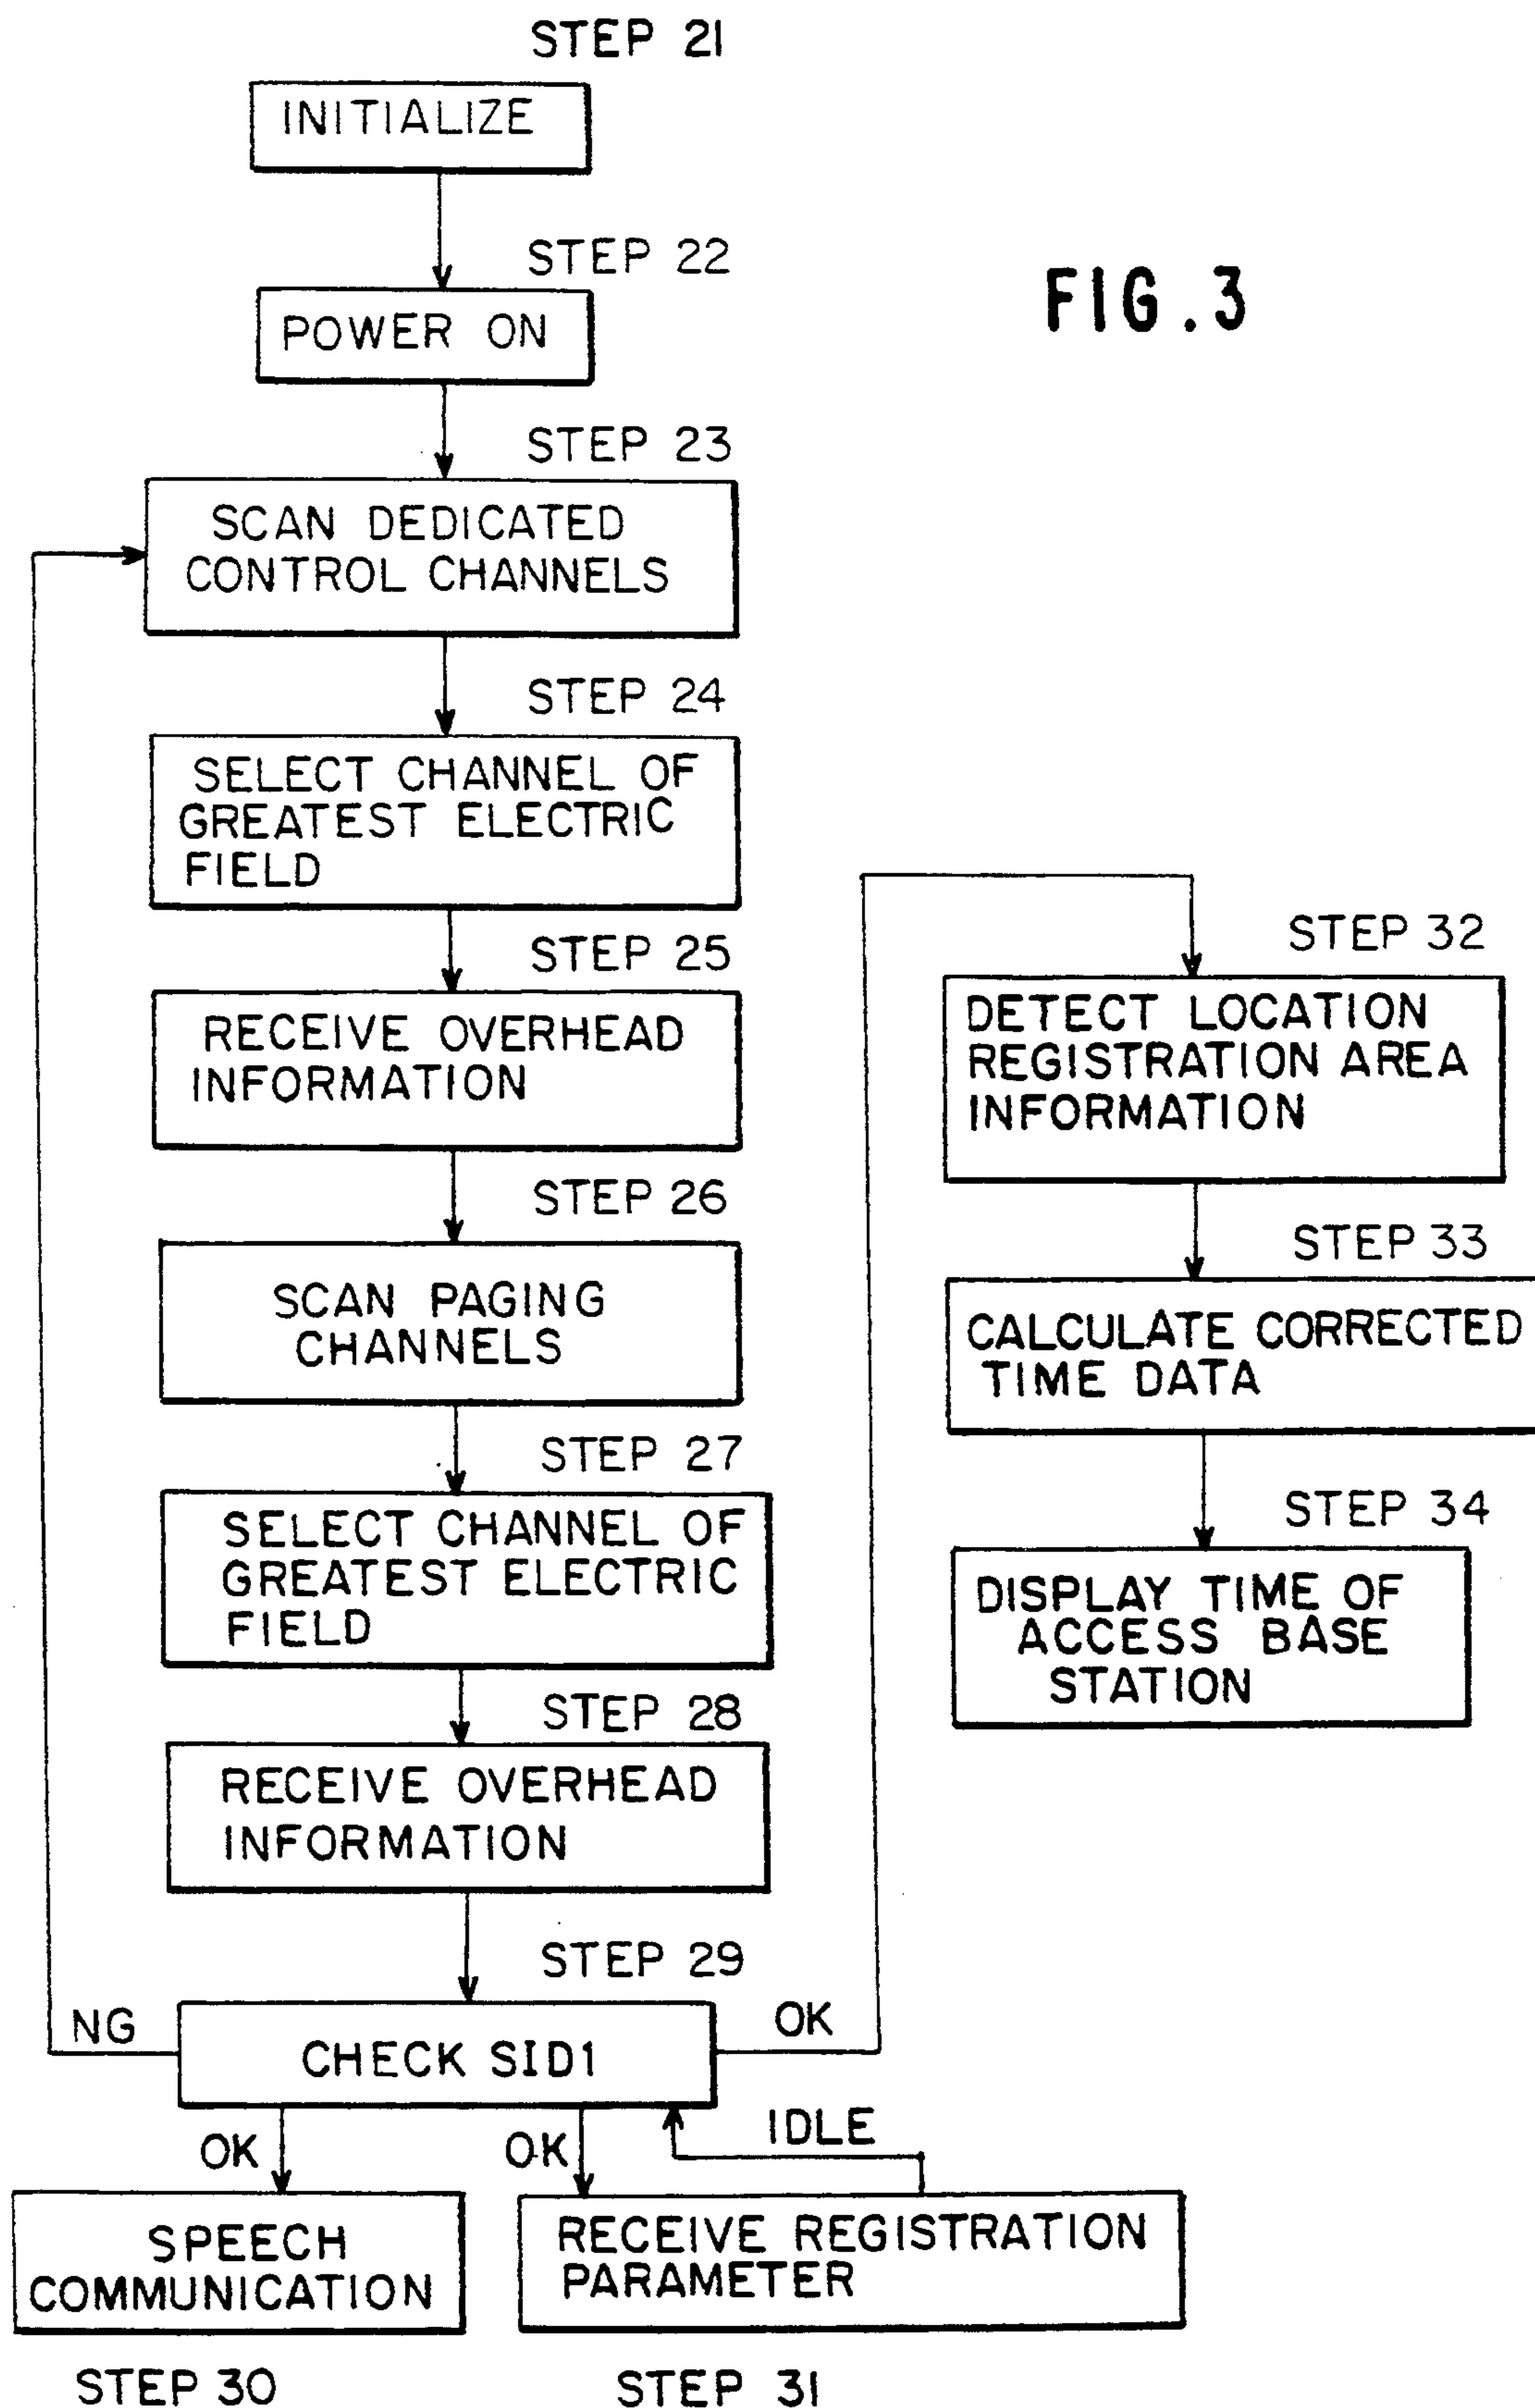 STEP 21
INITIALIZE
STEP 22
POWER ON
FIG.3
STEP 23
SCAN DEDICATED
CONTROL CHANNELS
STEP 24
SELECT CHANNEL OF
GREATEST ELECTRIC
FIELD
STEP 25
RECEIVE OVERHEAD
INFORMATION
STEP 26
SCAN PAGING
CHANNELS
STEP 27
SELECT CHANNEL OF
GREATEST ELECTRIC
FIELD
STEP 28
RECEIVE OVERHEAD
INFORMATION
STEP 29
NG
CHECK SID1
OK
OK
OK
IDLE
SPEECH
COMMUNICATION
STEP 30
RECEIVE REGISTRATION
PARAMETER
STEP 31
STEP 32
DETECT LOCATION
REGISTRATION AREA
INFORMATION
STEP 33
CALCULATE CORRECTED
TIME DATA
STEP 34
DISPLAY TIME OF
ACCESS BASE
STATION